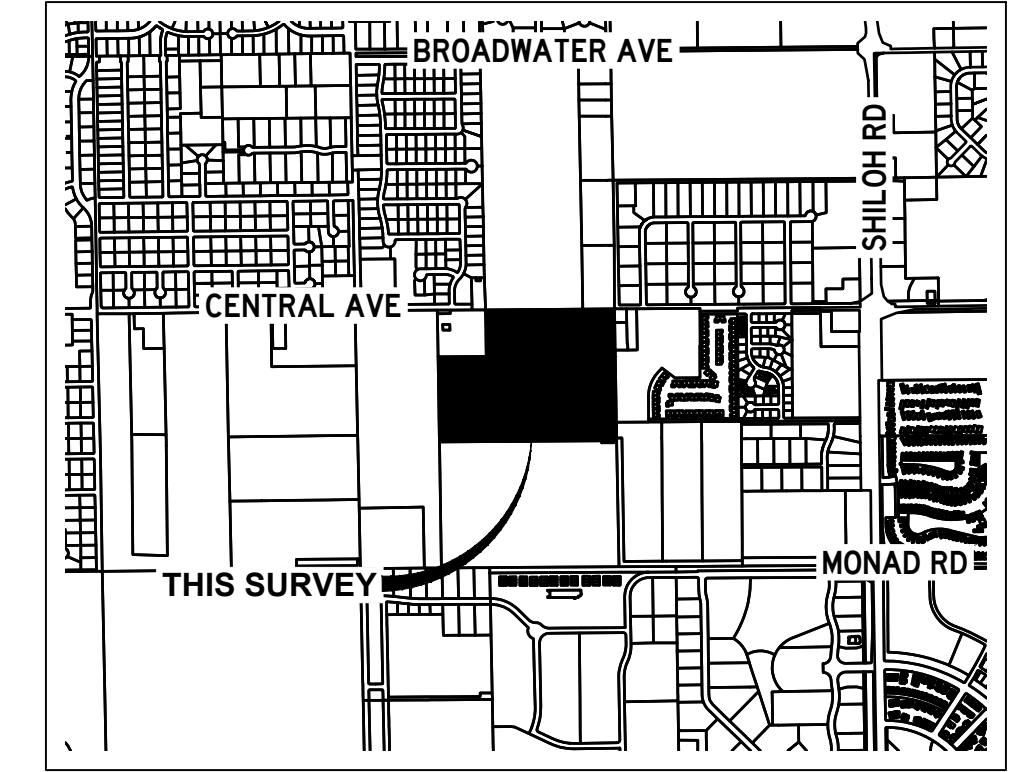 BROADWATER AVE
SHILOH RD
CENTRAL AVE
MONAD RD
THIS SURVEY